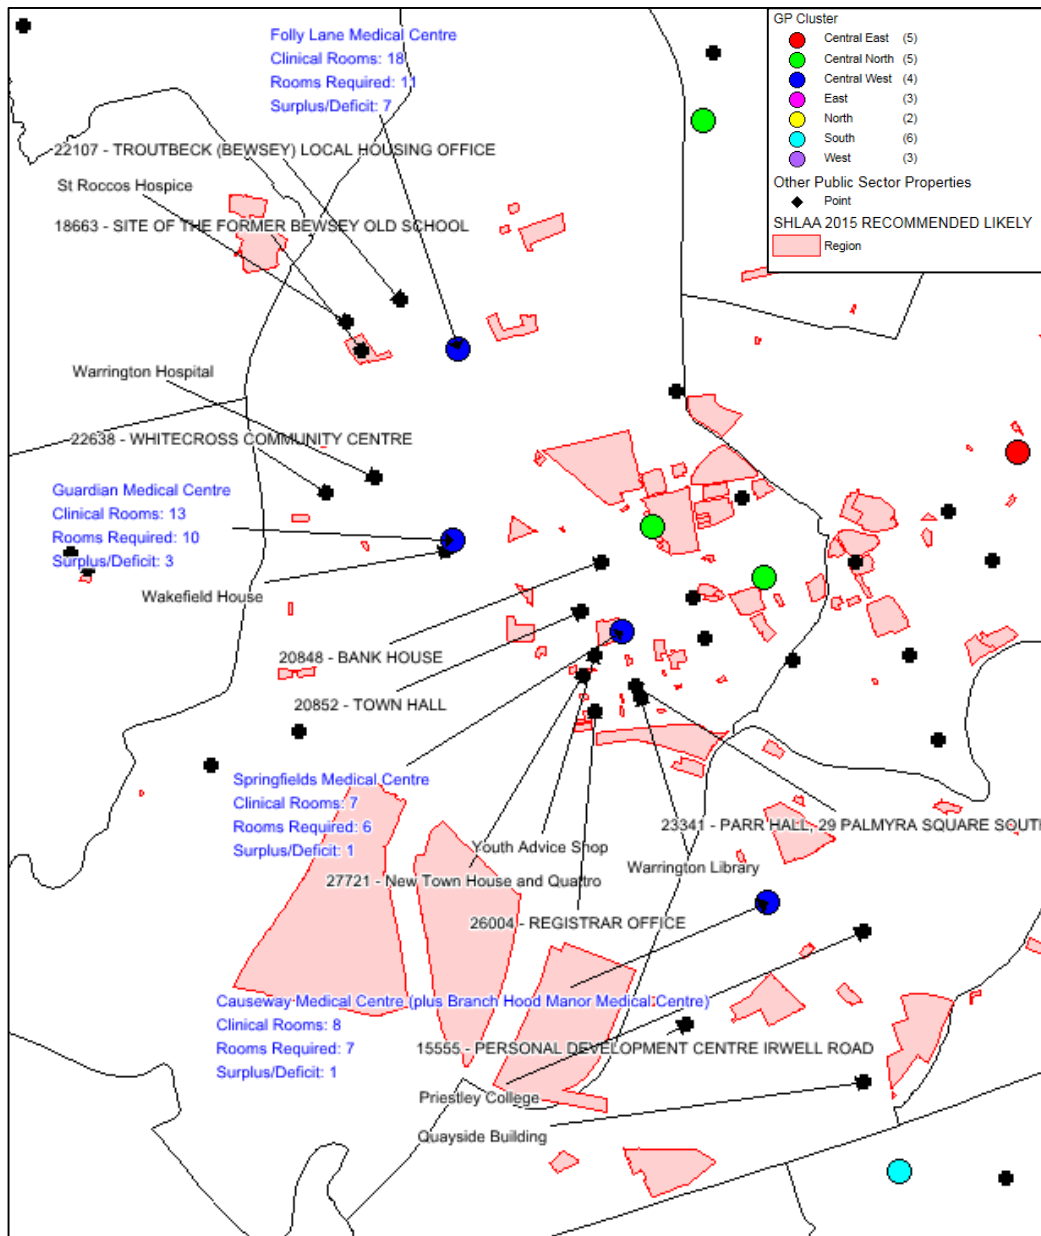 GP Cluster
Central East (5)
Central North (5)
Central West (4)
East (3)
North (2)
South (6)
West (3)
Other Public Sector Properties
Point
SHLAA 2015 RECOMMENDED LIKELY
Region
Folly Lane Medical Centre
Clinical Rooms: 18
Rooms Required: 11
Surplus/Deficit: 7
22107 - TROUTBECK (BEWSEY) LOCAL HOUSING OFFICE
St Roccos Hospice
18663 - SITE OF THE FORMER BEWSEY OLD SCHOOL
Warrington Hospital
22638 - WHITECROSS COMMUNITY CENTRE
Guardian Medical Centre
Clinical Rooms: 13
Rooms Required: 10
Surplus/Deficit: 3
Wakefield House
20848 - BANK HOUSE
20852 - TOWN HALL
Springfields Medical Centre
Clinical Rooms: 7
Rooms Required: 6
Surplus/Deficit: 1
23341 - PARR HALL, 29 PALMYRA SQUARE SOUTH
Youth Advice Shop
Warrington Library
27721 - New Town House and Quattro
26004 - REGISTRAR OFFICE
Causeway Medical Centre (plus Branch Hood Manor Medical Centre)
Clinical Rooms: 8
Rooms Required: 7
Surplus/Deficit: 1
15555 - PERSONAL DEVELOPMENT CENTRE IRWELL ROAD
Priestley College
Quayside Building